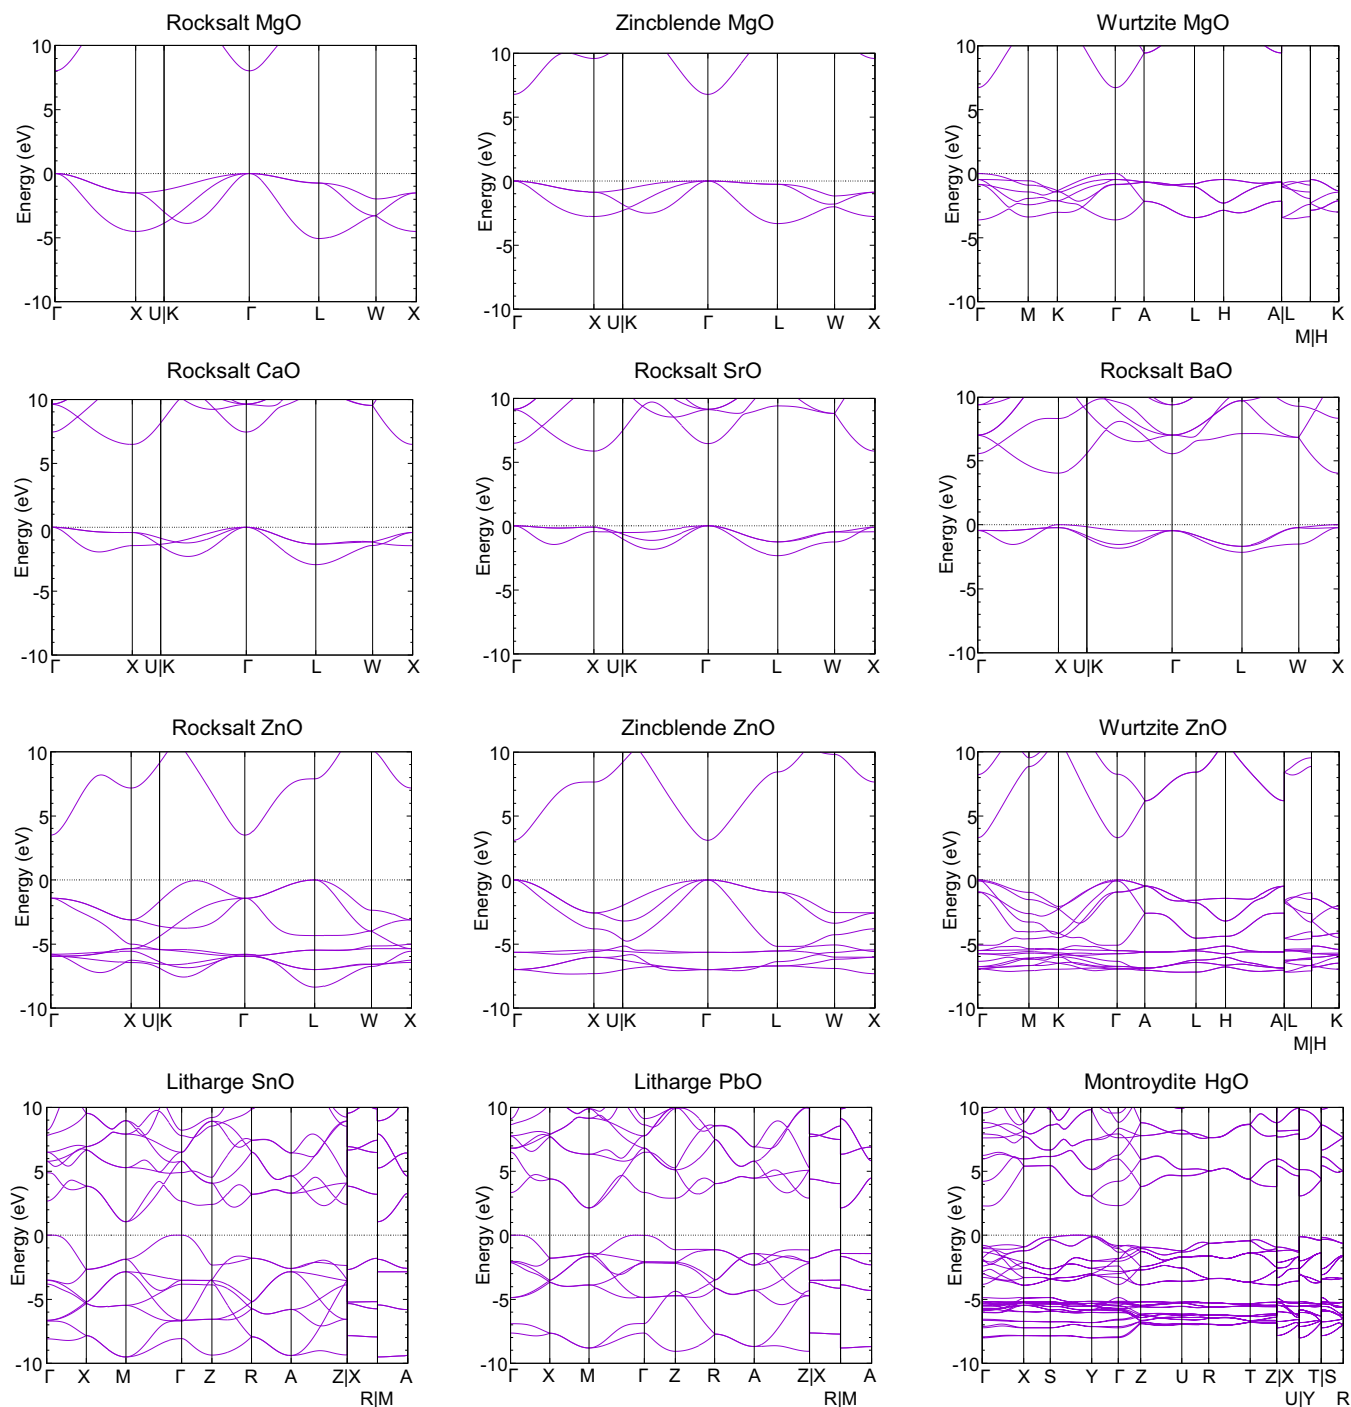 Rocksalt MgO
10
5
0
-5
-10
Energy (eV)
Γ X U|K Γ L W X
Zincblende MgO
10
5
0
-5
-10
Energy (eV)
Γ X U|K Γ L W X
Wurtzite MgO
10
5
0
-5
-10
Energy (eV)
Γ M K Γ A L H A|L K
M|H
Rocksalt CaO
10
5
0
-5
-10
Energy (eV)
Γ X U|K Γ L W X
Rocksalt SrO
10
5
0
-5
-10
Energy (eV)
Γ X U|K Γ L W X
Rocksalt BaO
10
5
0
-5
-10
Energy (eV)
Γ X U|K Γ L W X
Rocksalt ZnO
10
5
0
-5
-10
Energy (eV)
Γ X U|K Γ L W X
Zincblende ZnO
10
5
0
-5
-10
Energy (eV)
Γ X U|K Γ L W X
Wurtzite ZnO
10
5
0
-5
-10
Energy (eV)
Γ M K Γ A L H A|L K
M|H
Litharge SnO
10
5
0
-5
-10
Energy (eV)
Γ X M Γ Z R A Z|X A
R|M
Litharge PbO
10
5
0
-5
-10
Energy (eV)
Γ X M Γ Z R A Z|X A
R|M
Montroydite HgO
10
5
0
-5
-10
Energy (eV)
Γ X S Y Γ Z U R T Z|X T|S
U|Y R